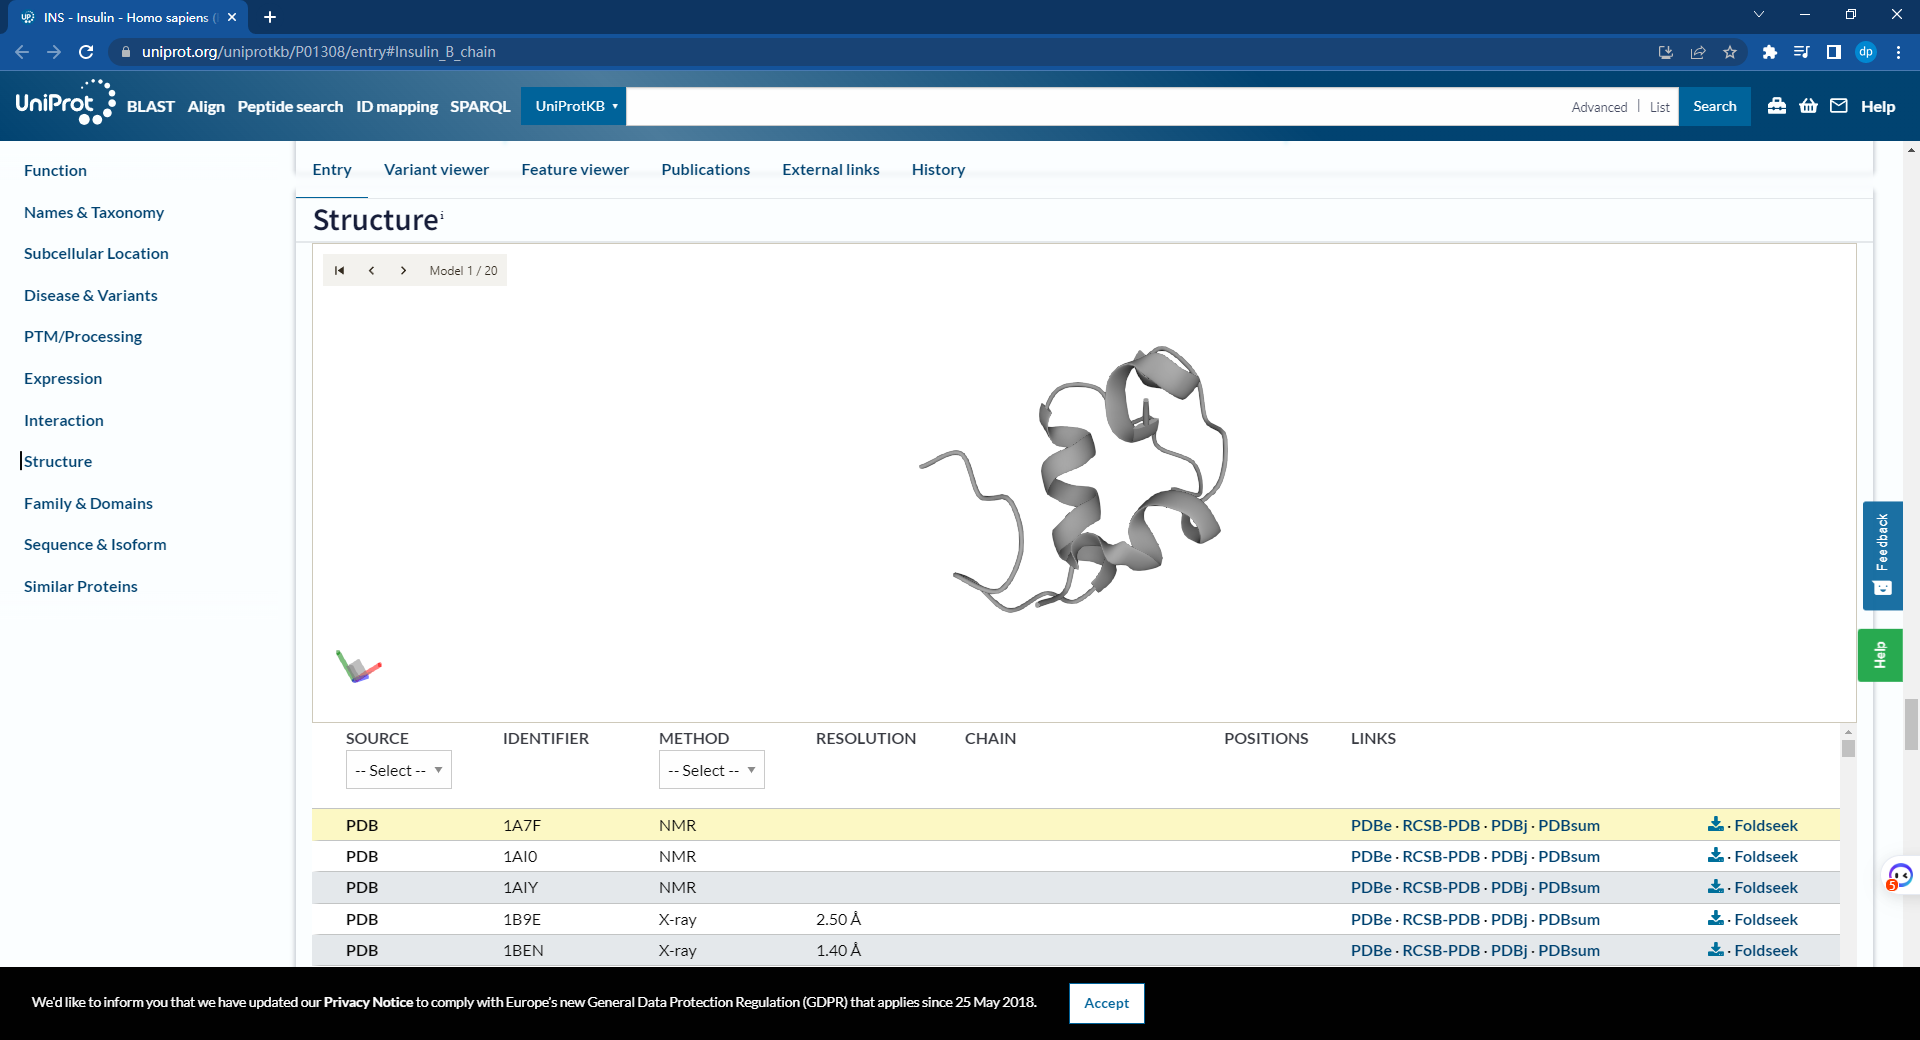 INS - Insulin - Homo sapiens (
uniprot.org/uniprotkb/P01308/entry#Insulin_B_chain
dp
UniProt
BLAST Align Peptide search ID mapping SPARQL UniProtKB Advanced | List Search Help
Function
Names & Taxonomy
Subcellular Location
Disease & Variants
PTM/Processing
Expression
Interaction
Structure
Family & Domains
Sequence & Isoform
Similar Proteins
Entry Variant viewer Feature viewer Publications External links History
Structure i
Model 1 / 20
SOURCE IDENTIFIER METHOD RESOLUTION CHAIN POSITIONS LINKS
-- Select -- -- Select --
PDB 1A7F NMR PDBe · RCSB-PDB · PDBj · PDBsum · Foldseek
PDB 1AI0 NMR PDBe · RCSB-PDB · PDBj · PDBsum · Foldseek
PDB 1AIY NMR PDBe · RCSB-PDB · PDBj · PDBsum · Foldseek
PDB 1B9E X-ray 2.50 Å PDBe · RCSB-PDB · PDBj · PDBsum · Foldseek
PDB 1BEN X-ray 1.40 Å PDBe · RCSB-PDB · PDBj · PDBsum · Foldseek
Feedback
Help
5
We'd like to inform you that we have updated our Privacy Notice to comply with Europe's new General Data Protection Regulation (GDPR) that applies since 25 May 2018. Accept